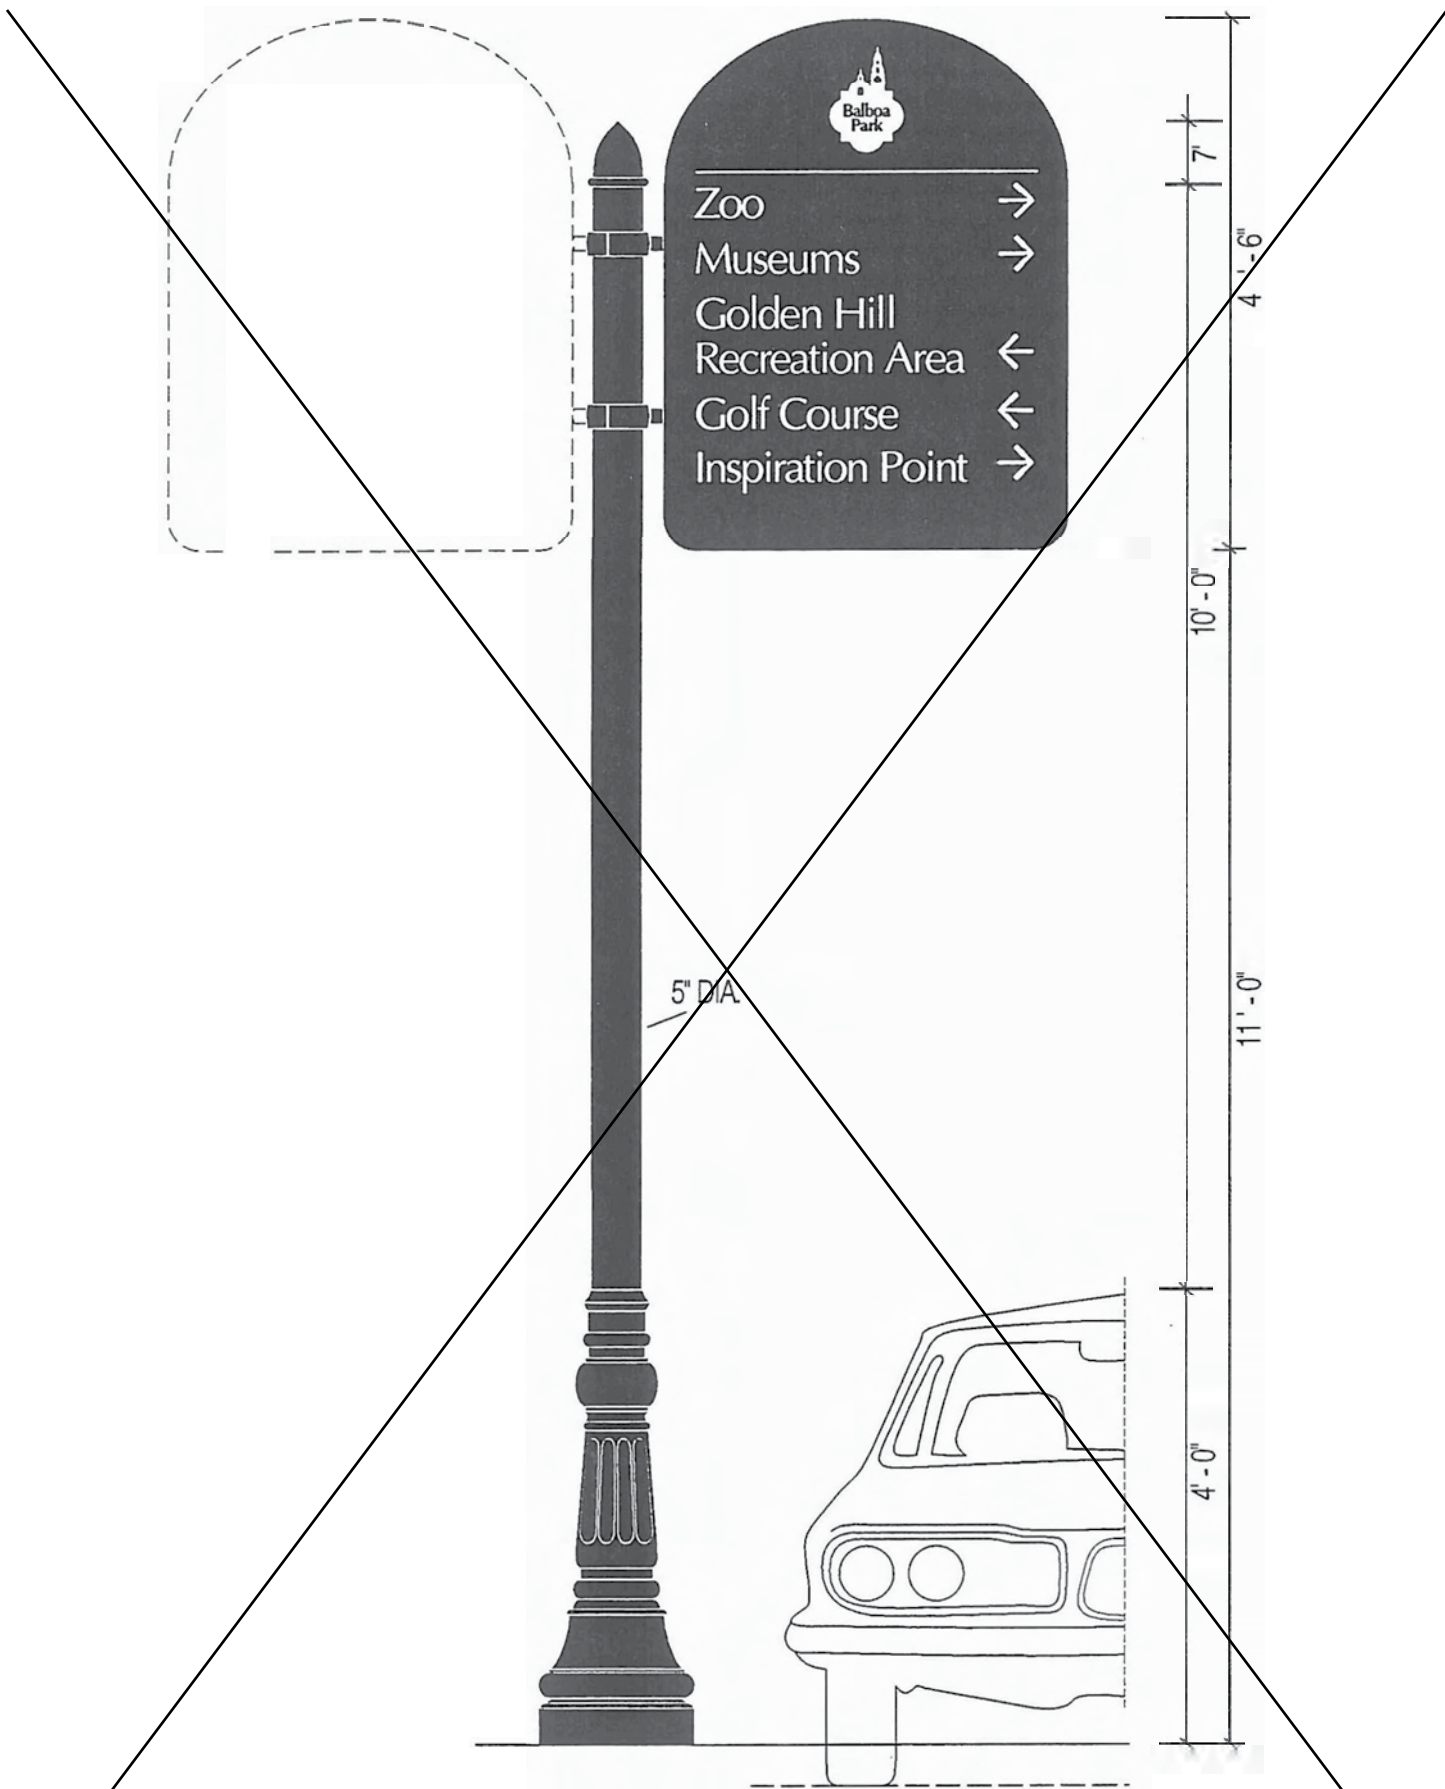 Balboa
Park
Zoo →
Museums →
Golden Hill
Recreation Area ←
Golf Course ←
Inspiration Point →
7"
4'-6"
10'-0"
5" DIA.
11'-0"
4'-0"